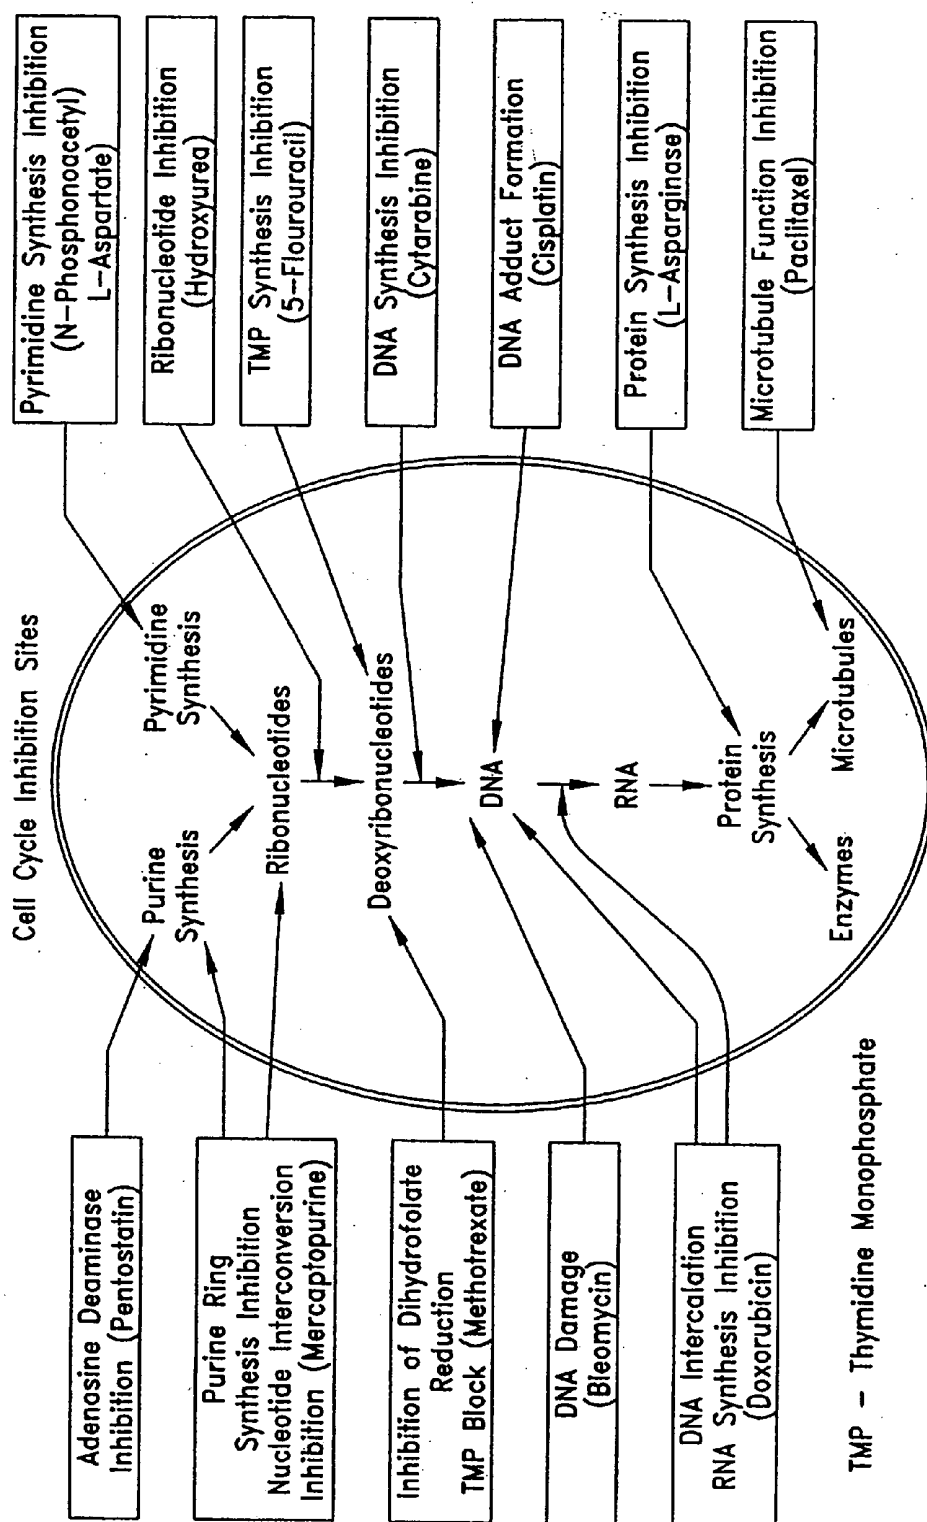 Cell Cycle Inhibition Sites
Adenasine Deaminase
Inhibition (Pentostatin)
Purine Ring
Synthesis Inhibition
Nucleotide Interconversion
Inhibition (Mercaptopurine)
Inhibition of Dihydrofolate
Reduction
TMP Block (Methotrexate)
DNA Damage
(Bleomycin)
DNA Intercalation
RNA Synthesis Inhibition
(Doxorubicin)
Purine
Synthesis
Pyrimidine
Synthesis
Ribonucleotides
Deoxyribonucleotides
DNA
RNA
Protein
Synthesis
Enzymes
Microtubules
Pyrimidine Synthesis Inhibition
(N-Phosphonoacetyl)
L-Aspartate
Ribonucleotide Inhibition
(Hydroxyurea)
TMP Synthesis Inhibition
(5-Flourouracil)
DNA Synthesis Inhibition
(Cytarabine)
DNA Adduct Formation
(Cisplatin)
Protein Synthesis Inhibition
(L-Asparginase)
Microtubule Function Inhibition
(Paclitaxel)
TMP - Thymidine Monophosphate